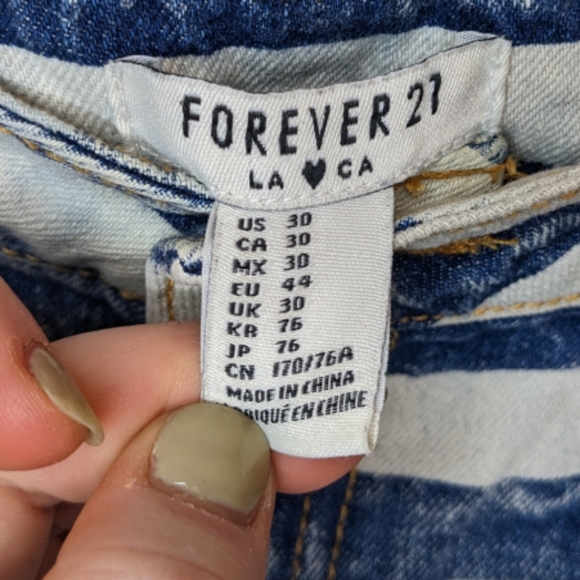 FOREVER 21
LA ♥ CA
US 30
CA 30
MX 30
EU 44
UK 30
KR 76
JP 76
CN 170/76A
MADE IN CHINA
EN CHINE